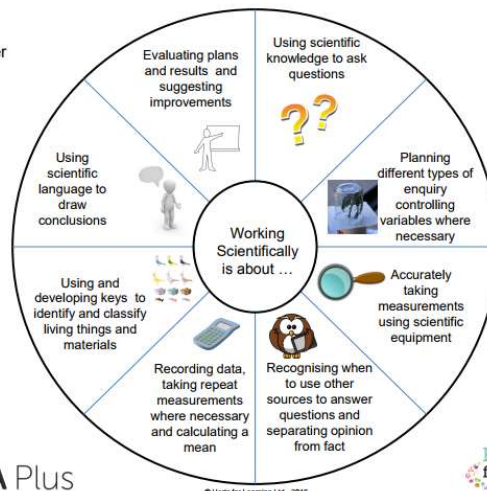 er
Evaluating plans
and results and
suggesting
improvements
Using scientific
knowledge to ask
questions
??
Planning
different types of
enquiry
controlling
variables where
necessary
Accurately
taking
measurements
using scientific
equipment
Recognising when
to use other
sources to answer
questions and
separating opinion
from fact
Recording data,
taking repeat
measurements
where necessary
and calculating a
mean
Using and
developing keys to
identify and classify
living things and
materials
Using
scientific
language to
draw
conclusions
Working
Scientifically
is about ...
A Plus